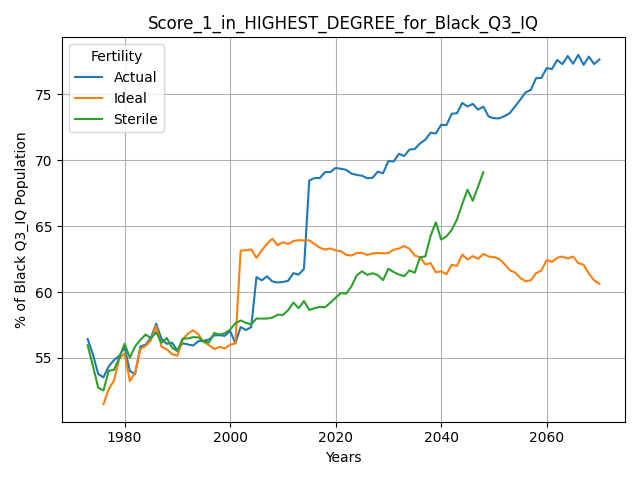 Score_1_in_HIGHEST_DEGREE_for_Black_Q3_IQ
Fertility
Actual
Ideal
Sterile
% of Black Q3_IQ Population
75
70
65
60
55
1980
2000
2020
2040
2060
Years